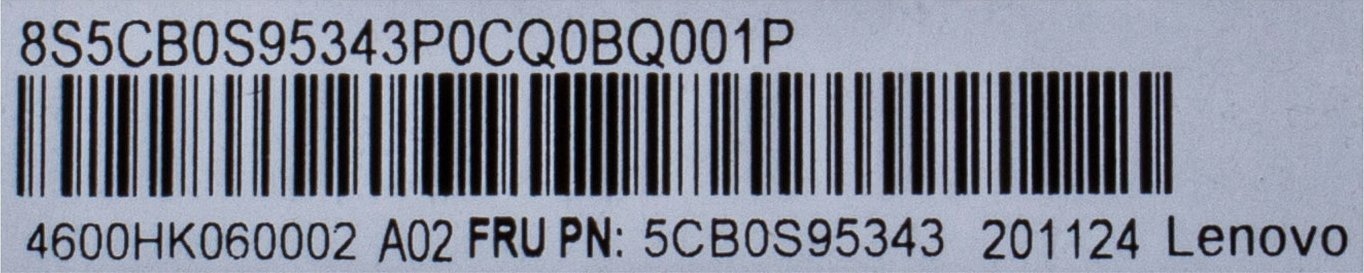 8S5CB0S95343P0CQ0BQ001P
4600HK060002 A02 FRU PN: 5CB0S95343 201124 Lenovo